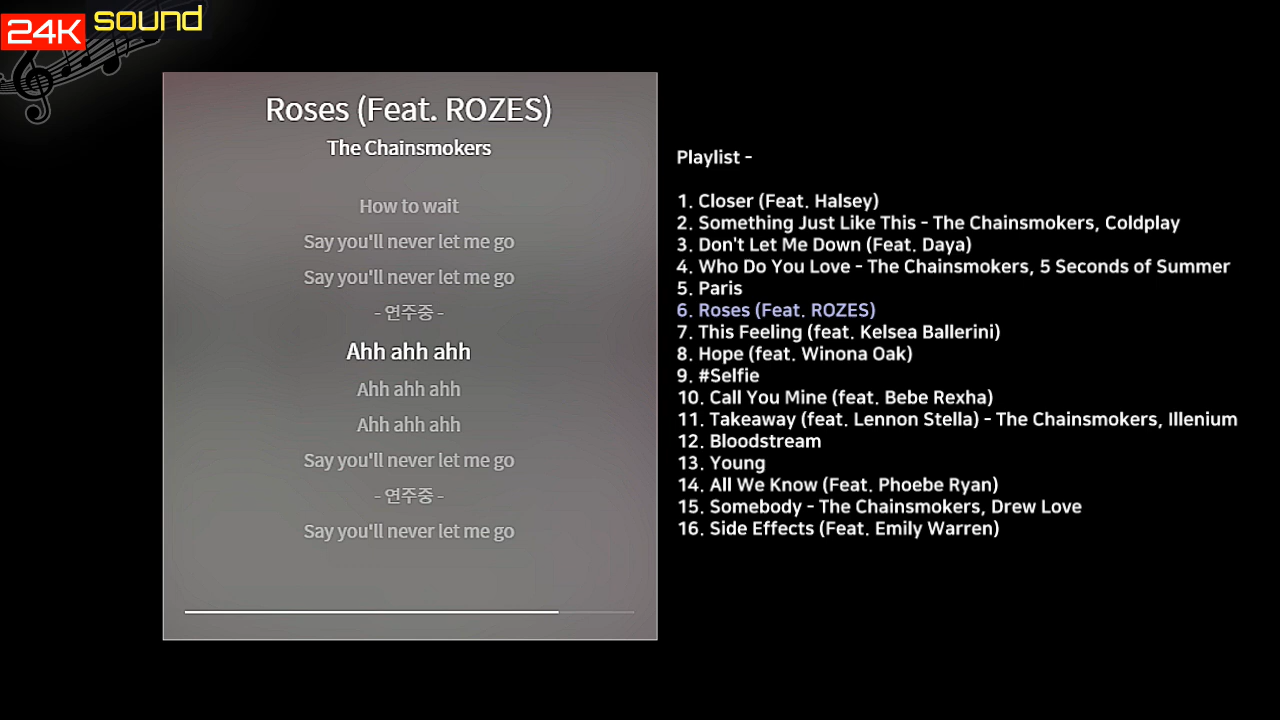 24K sound
Roses (Feat. ROZES)
The Chainsmokers
How to wait
Say you'll never let me go
Say you'll never let me go
- 연주중 -
Ahh ahh ahh
Ahh ahh ahh
Ahh ahh ahh
Say you'll never let me go
- 연주중 -
Say you'll never let me go
Playlist -
1. Closer (Feat. Halsey)
2. Something Just Like This - The Chainsmokers, Coldplay
3. Don't Let Me Down (Feat. Daya)
4. Who Do You Love - The Chainsmokers, 5 Seconds of Summer
5. Paris
6. Roses (Feat. ROZES)
7. This Feeling (feat. Kelsea Ballerini)
8. Hope (feat. Winona Oak)
9. #Selfie
10. Call You Mine (feat. Bebe Rexha)
11. Takeaway (feat. Lennon Stella) - The Chainsmokers, Illenium
12. Bloodstream
13. Young
14. All We Know (Feat. Phoebe Ryan)
15. Somebody - The Chainsmokers, Drew Love
16. Side Effects (Feat. Emily Warren)